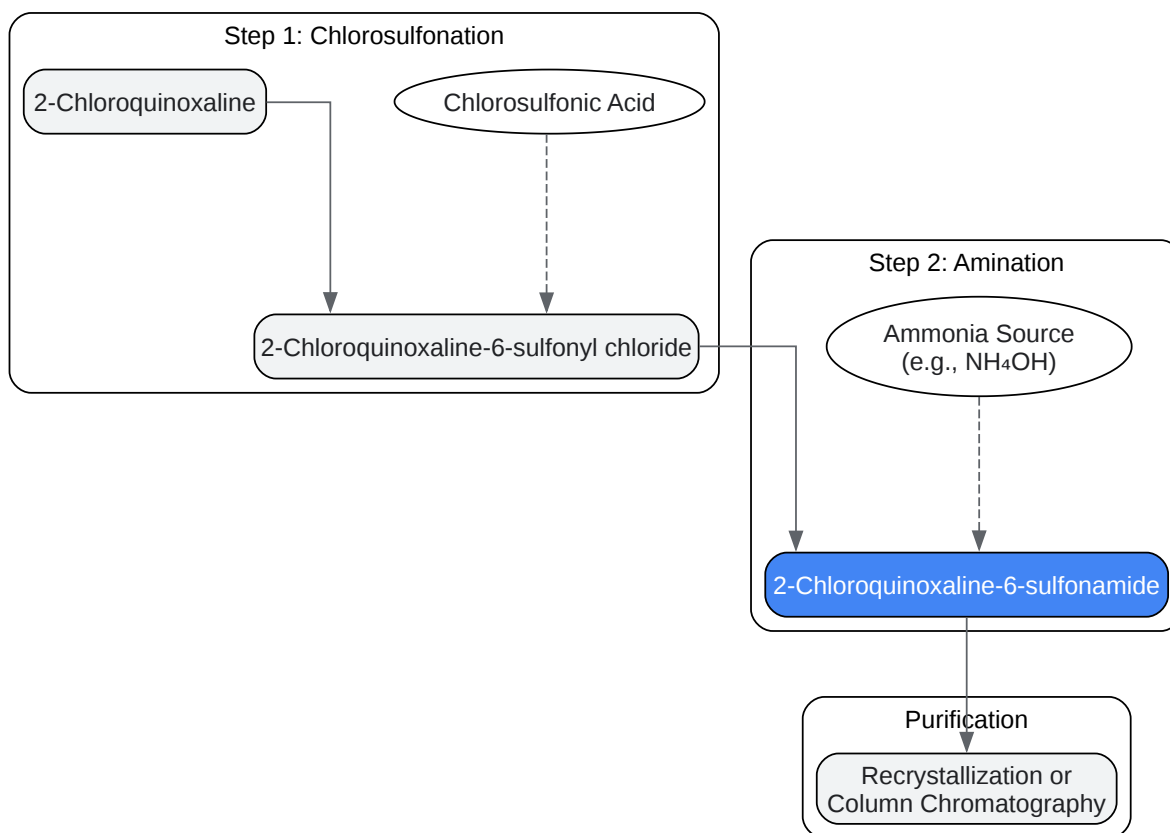 Step 1: Chlorosulfonation
2-Chloroquinoxaline
Chlorosulfonic Acid
2-Chloroquinoxaline-6-sulfonyl chloride
Step 2: Amination
Ammonia Source
(e.g., NH₄OH)
2-Chloroquinoxaline-6-sulfonamide
Purification
Recrystallization or
Column Chromatography